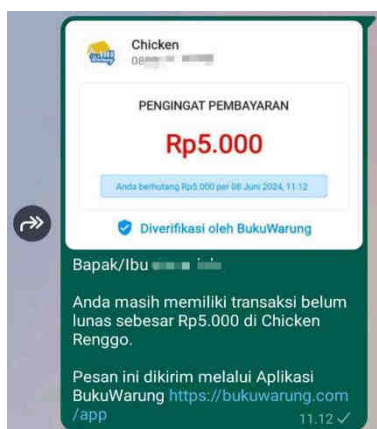 Chicken
08
PENGINGAT PEMBAYARAN
Rp5.000
Anda berhutang Rp5.000 per 08 Juni 2024, 11.12
Diverifikasi oleh BukuWarung
Bapak/Ibu
Anda masih memiliki transaksi belum
lunas sebesar Rp5.000 di Chicken
Renggo.
Pesan ini dikirim melalui Aplikasi
BukuWarung https://bukuwarung.com
/app
11.12